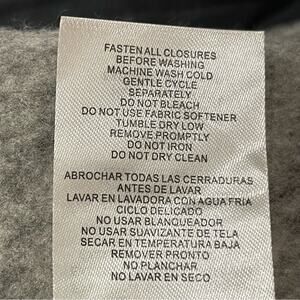 FASTEN ALL CLOSURES
BEFORE WASHING
MACHINE WASH COLD
GENTLE CYCLE
SEPARATELY
DO NOT BLEACH
DO NOT USE FABRIC SOFTENER
TUMBLE DRY LOW
REMOVE PROMPTLY
DO NOT IRON
DO NOT DRY CLEAN
ABROCHAR TODAS LAS CERRADURAS
ANTES DE LAVAR
LAVAR EN LAVADORA CON AGUA FRIA
CICLO DELICADO
NO USAR BLANQUEADOR
NO USAR SUAVIZANTE DE TELA
SECAR EN TEMPERATURA BAJA
REMOVER PRONTO
NO PLANCHAR
NO LAVAR EN SECO